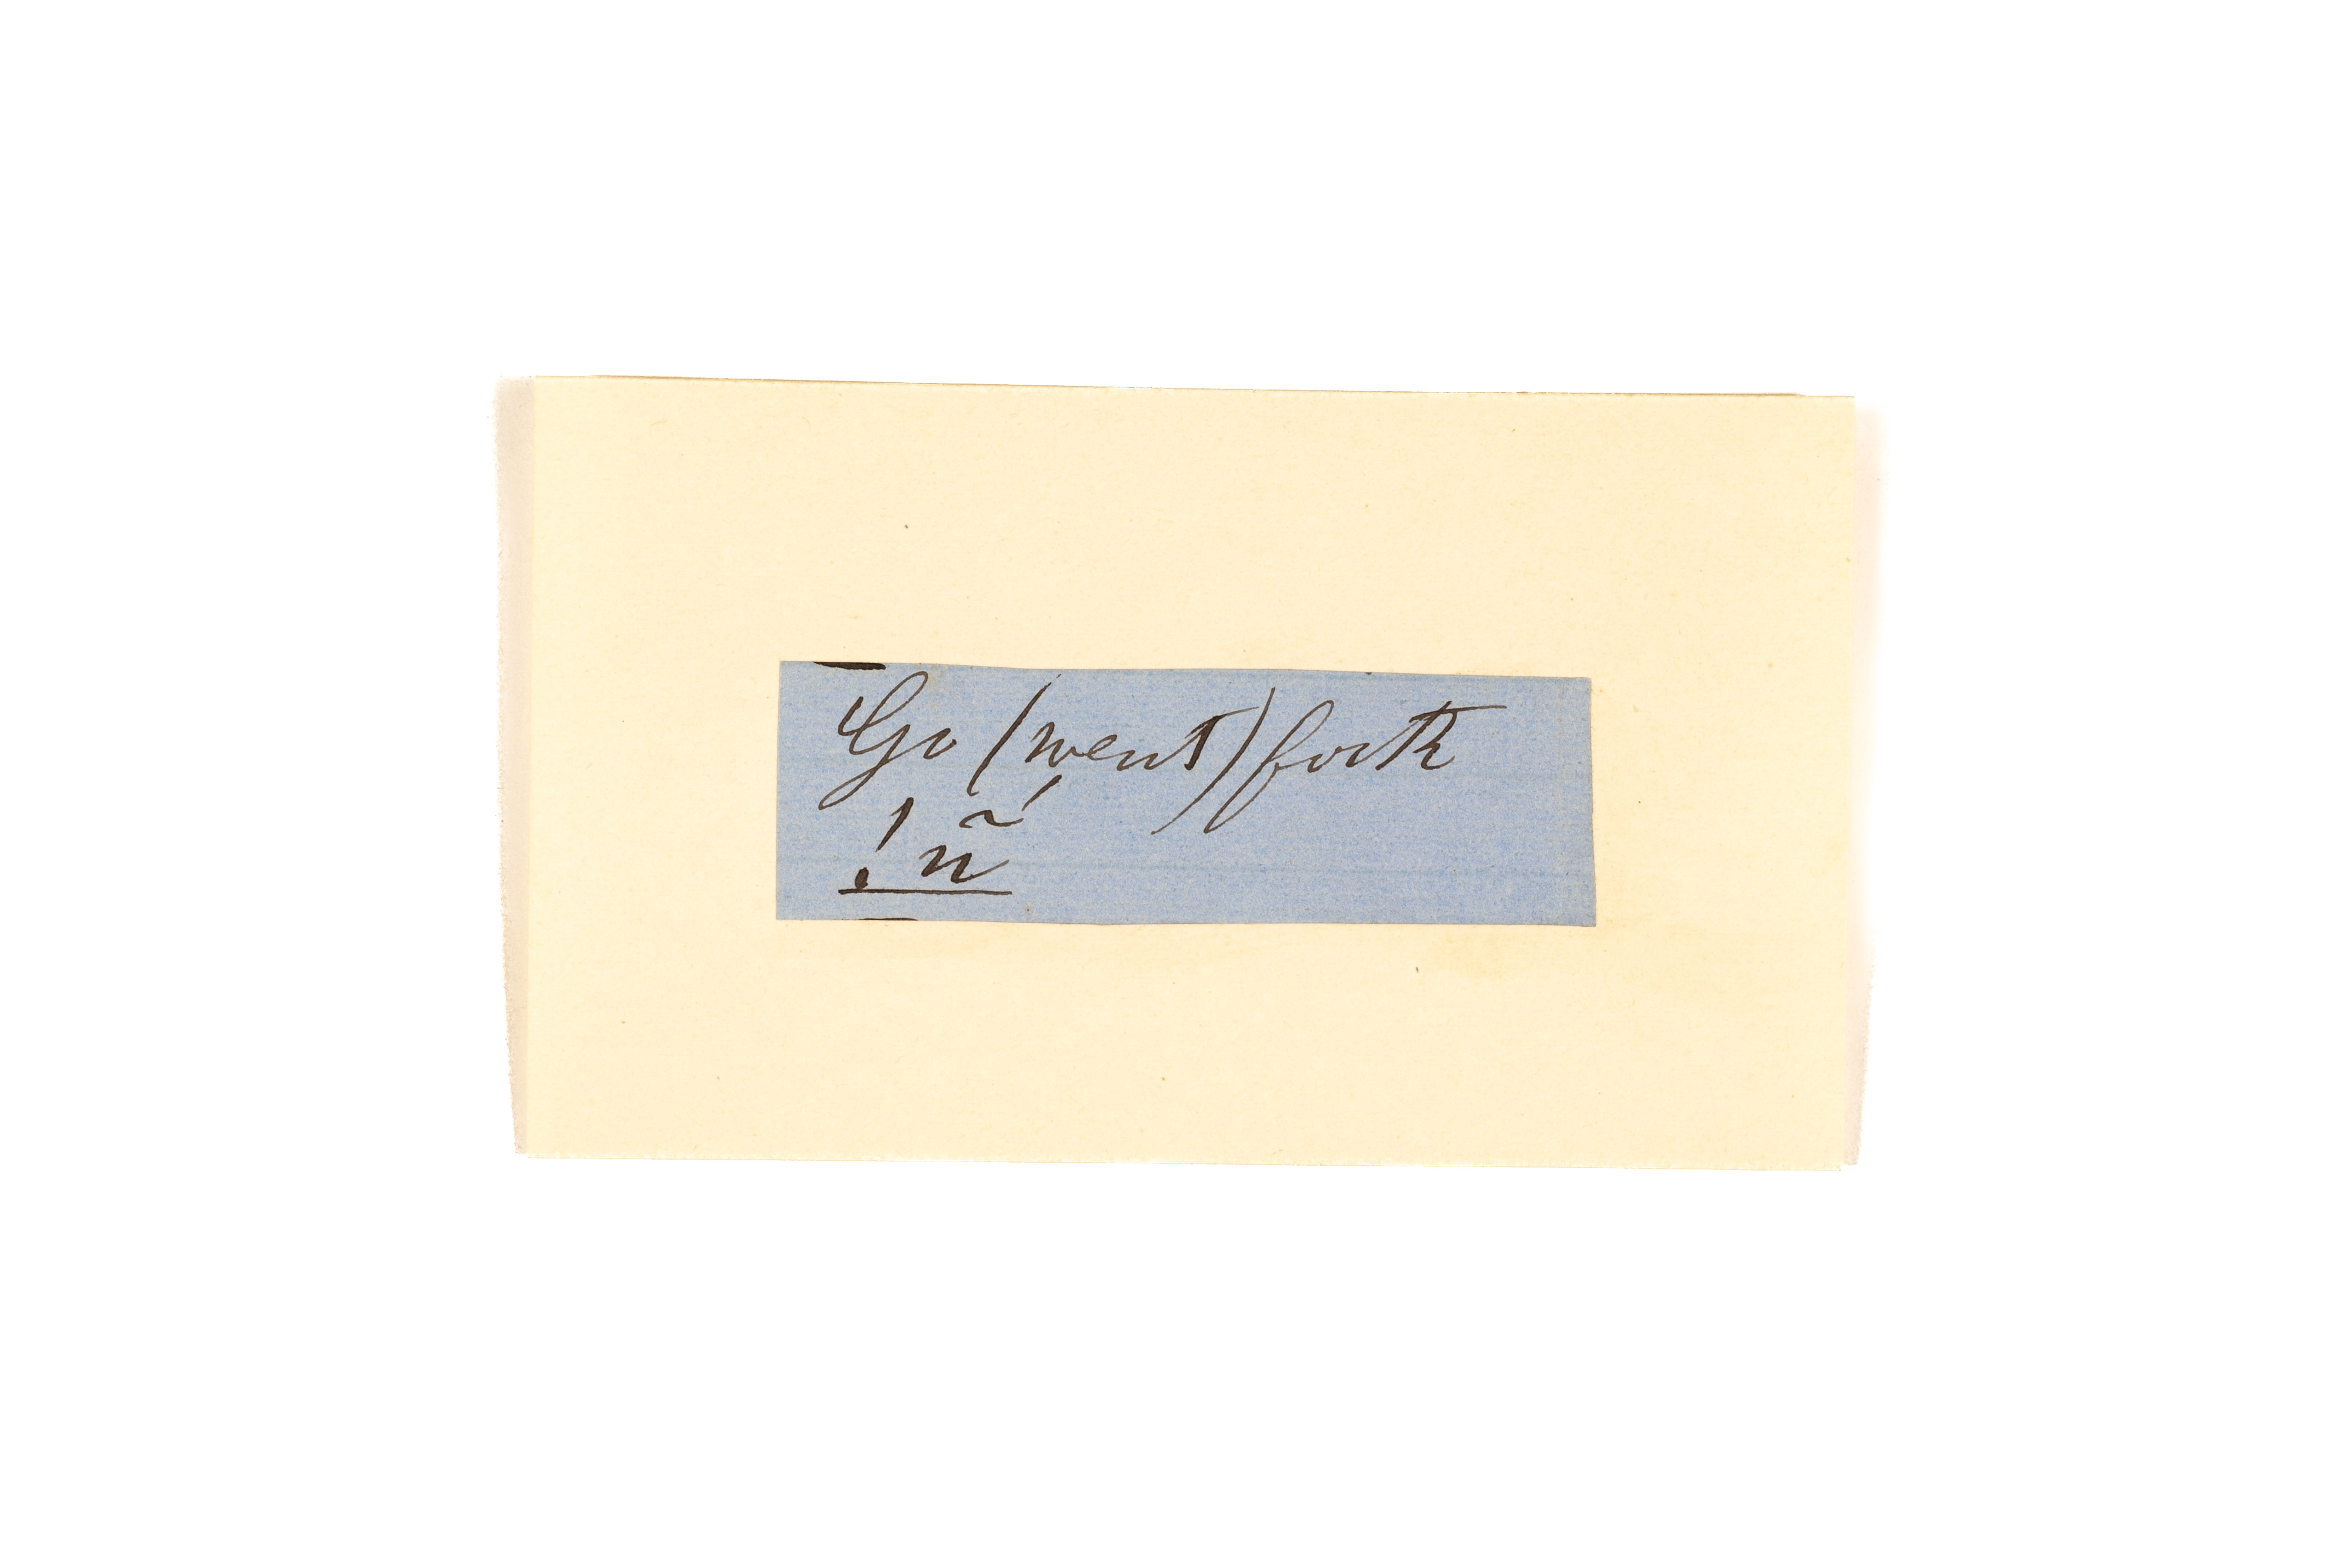 Go (went) forth
!´ṹ